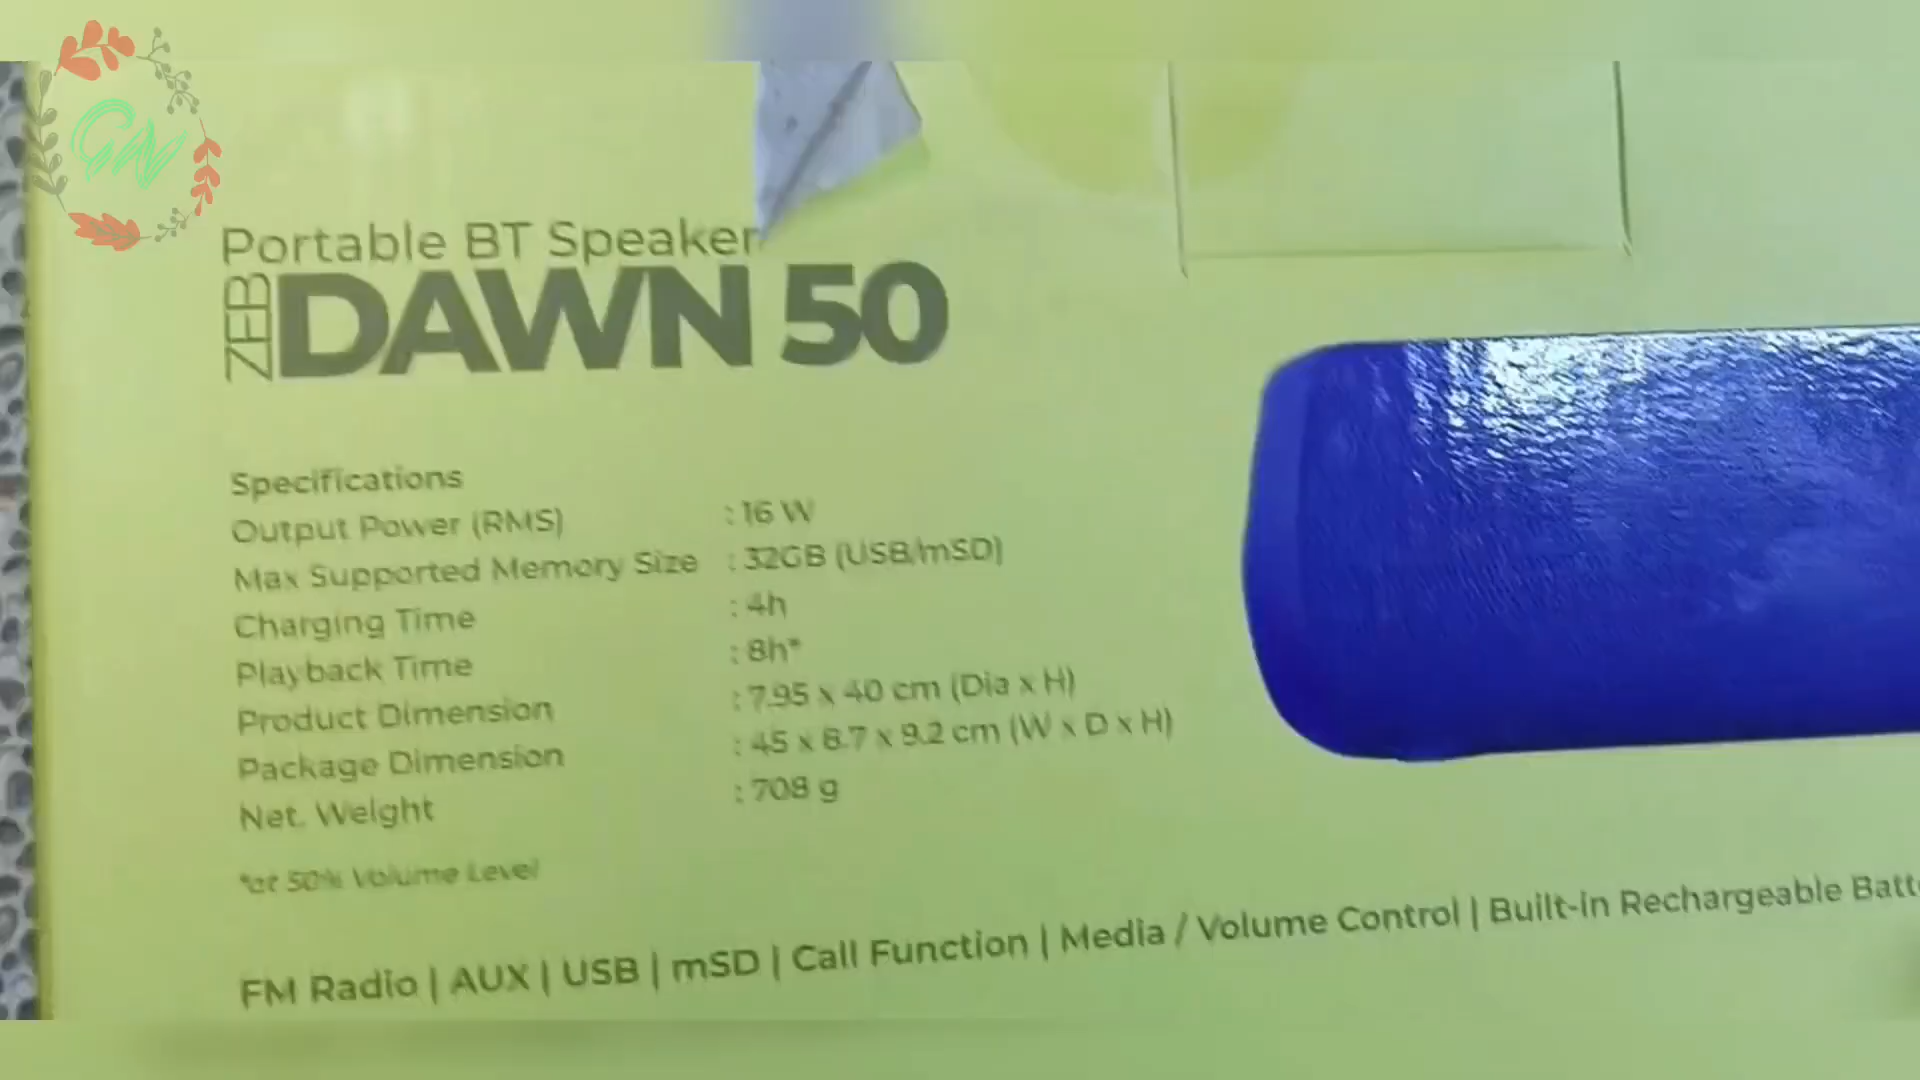 GN
Portable BT Speaker
ZEB DAWN 50
Specifications
Output Power (RMS) : 16 W
Max Supported Memory Size : 32GB (USB/mSD)
Charging Time : 4h
Playback Time : 8h*
Product Dimension : 7.95 x 40 cm (Dia x H)
Package Dimension : 45 x 8.7 x 9.2 cm (W x D x H)
Net. Weight : 708 g
*at 50% Volume Level
FM Radio | AUX | USB | mSD | Call Function | Media / Volume Control | Built-in Rechargeable Batte